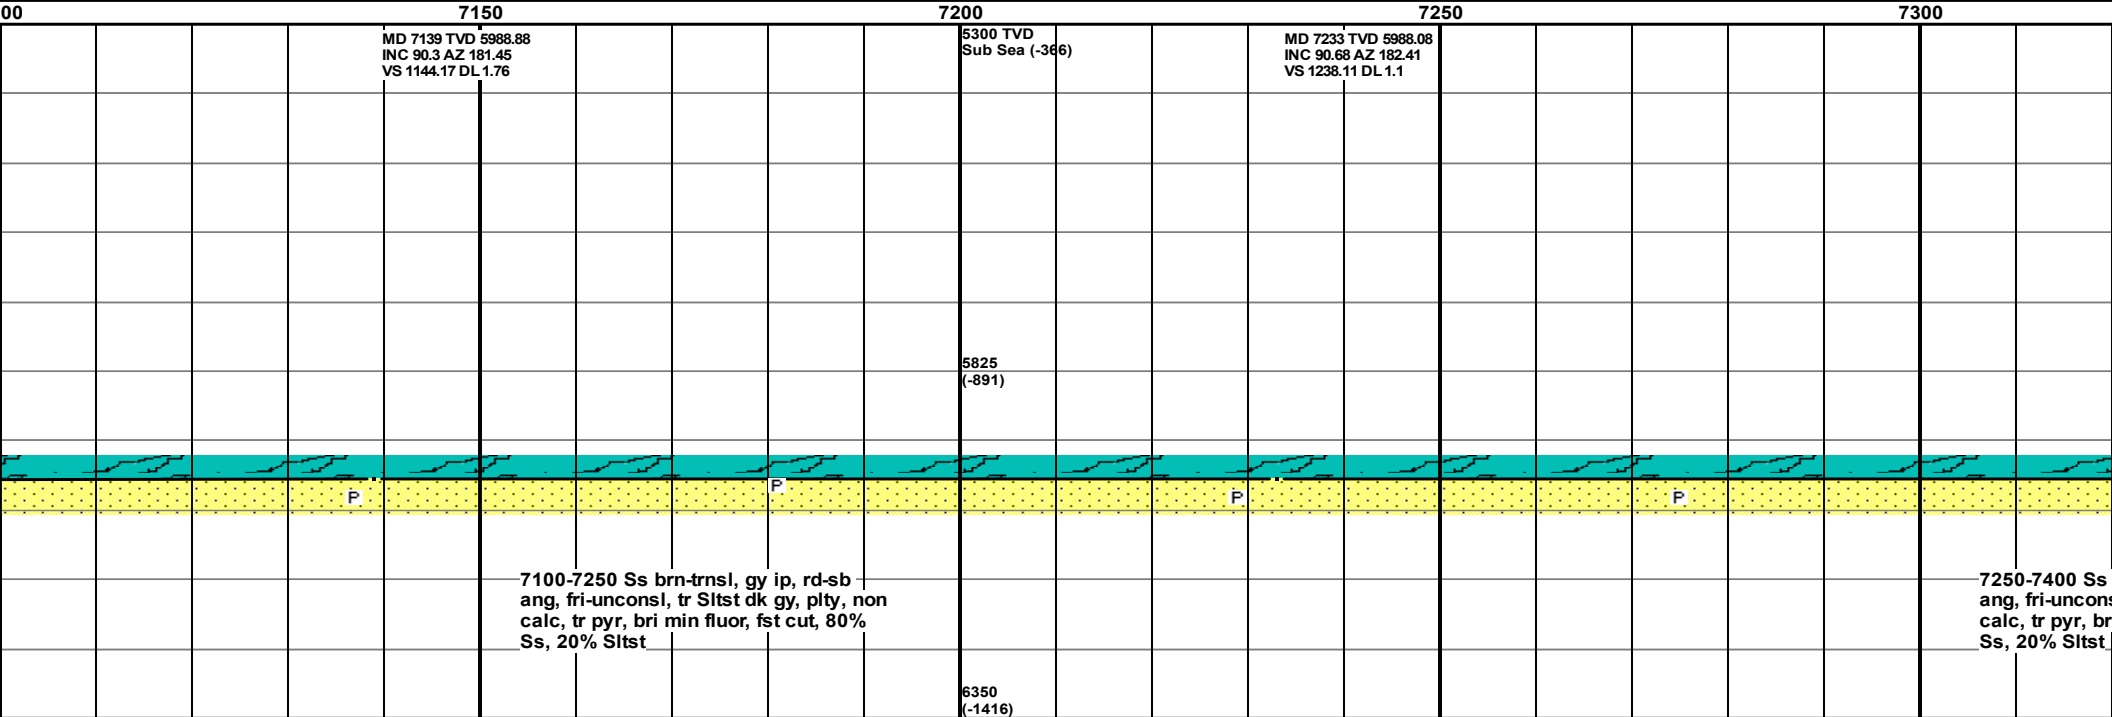 00 7150 7200 7250 7300
MD 7139 TVD 5988.88
INC 90.3 AZ 181.45
VS 1144.17 DL 1.76
5300 TVD
Sub Sea (-366)
MD 7233 TVD 5988.08
INC 90.68 AZ 182.41
VS 1238.11 DL 1.1
5825
(-891)
P
P
P
P
7100-7250 Ss brn-trnsl, gy ip, rd-sb
ang, fri-unconsl, tr Sltst dk gy, plty, non
calc, tr pyr, bri min fluor, fst cut, 80%
Ss, 20% Sltst
7250-7400 Ss
ang, fri-uncons
calc, tr pyr, br
Ss, 20% Sltst
6350
(-1416)